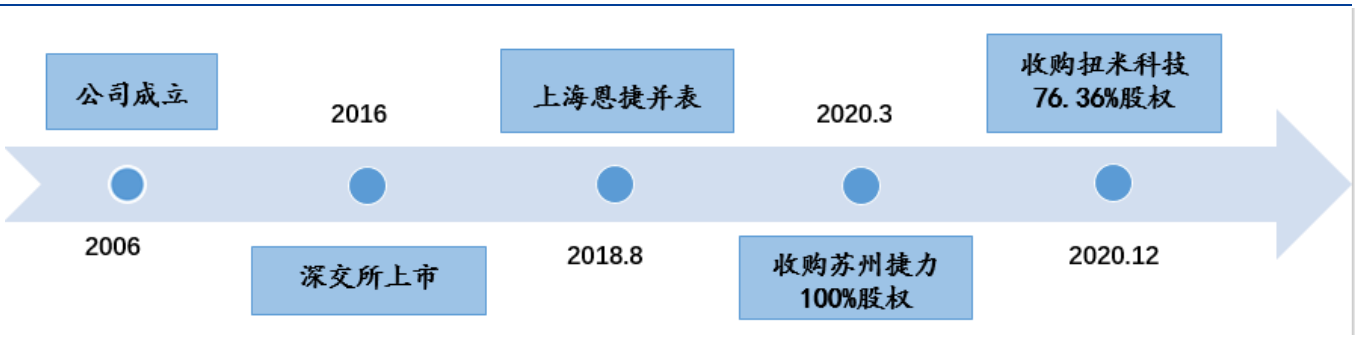 公司成立
2006
2016
深交所上市
上海恩捷并表
2018.8
2020.3
收购苏州捷力
100%股权
收购扭米科技
76.36%股权
2020.12